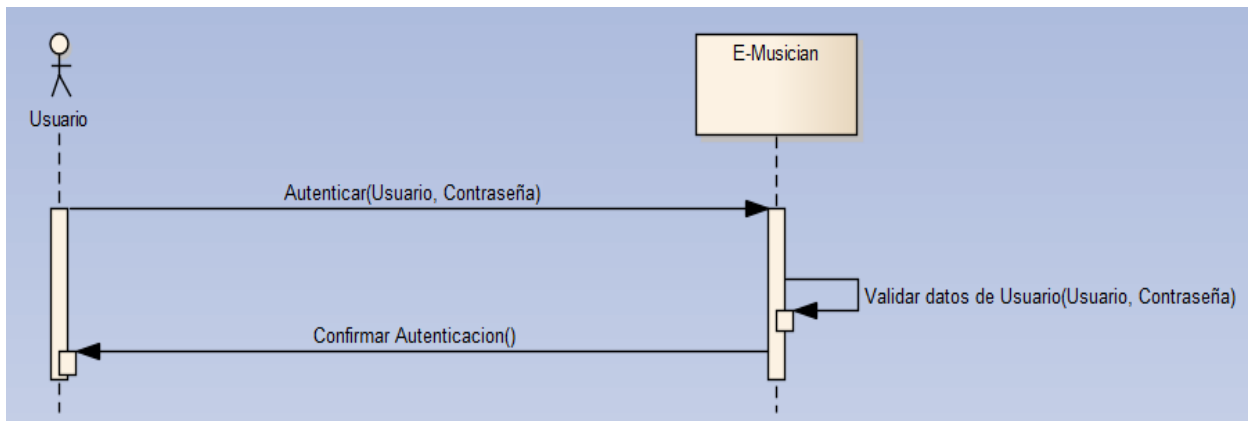 Usuario
E-Musician
Autenticar(Usuario, Contraseña)
Validar datos de Usuario(Usuario, Contraseña)
Confirmar Autenticacion()